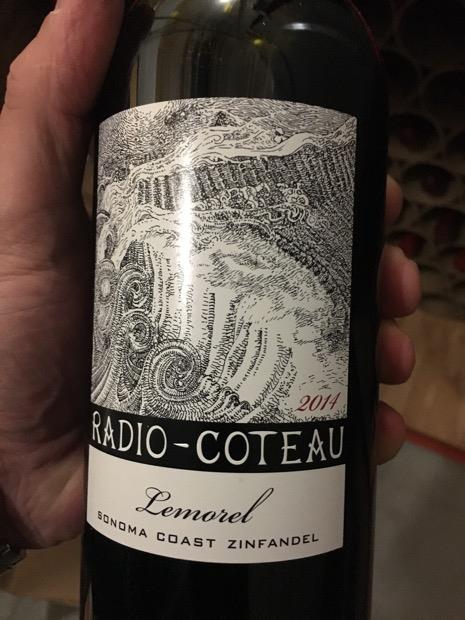 2014
RADIO-COTEAU
Lemorel
SONOMA COAST ZINFANDEL